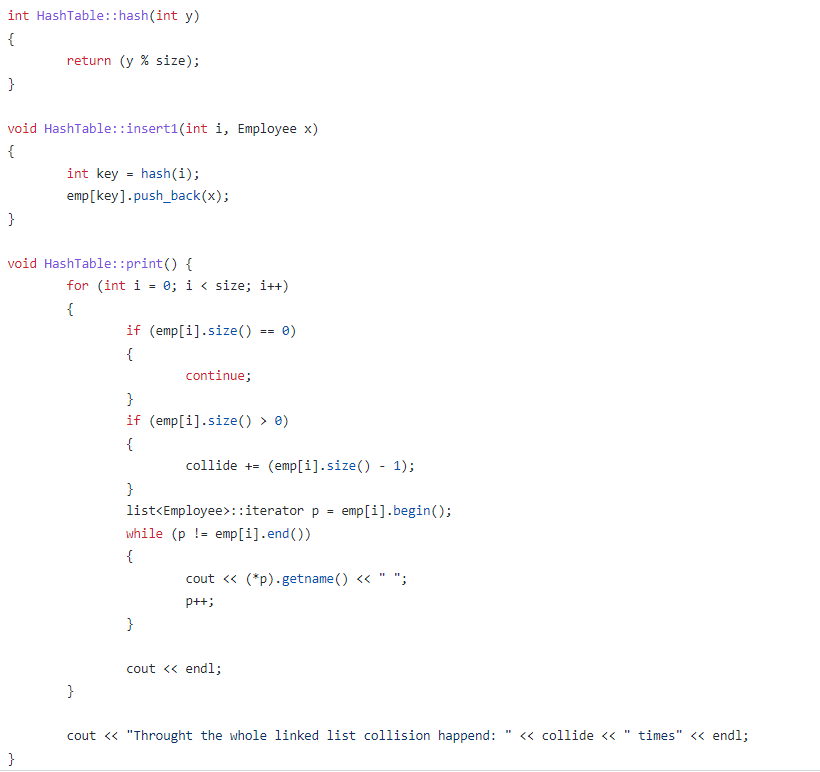 int HashTable::hash(int y)
{
        return (y % size);
}

void HashTable::insert1(int i, Employee x)
{
        int key = hash(i);
        emp[key].push_back(x);
}

void HashTable::print() {
        for (int i = 0; i < size; i++)
        {
                if (emp[i].size() == 0)
                {
                        continue;
                }
                if (emp[i].size() > 0)
                {
                        collide += (emp[i].size() - 1);
                }
                list<Employee>::iterator p = emp[i].begin();
                while (p != emp[i].end())
                {
                        cout << (*p).getname() << " ";
                        p++;
                }

                cout << endl;
        }

        cout << "Throught the whole linked list collision happend: " << collide << " times" << endl;
}